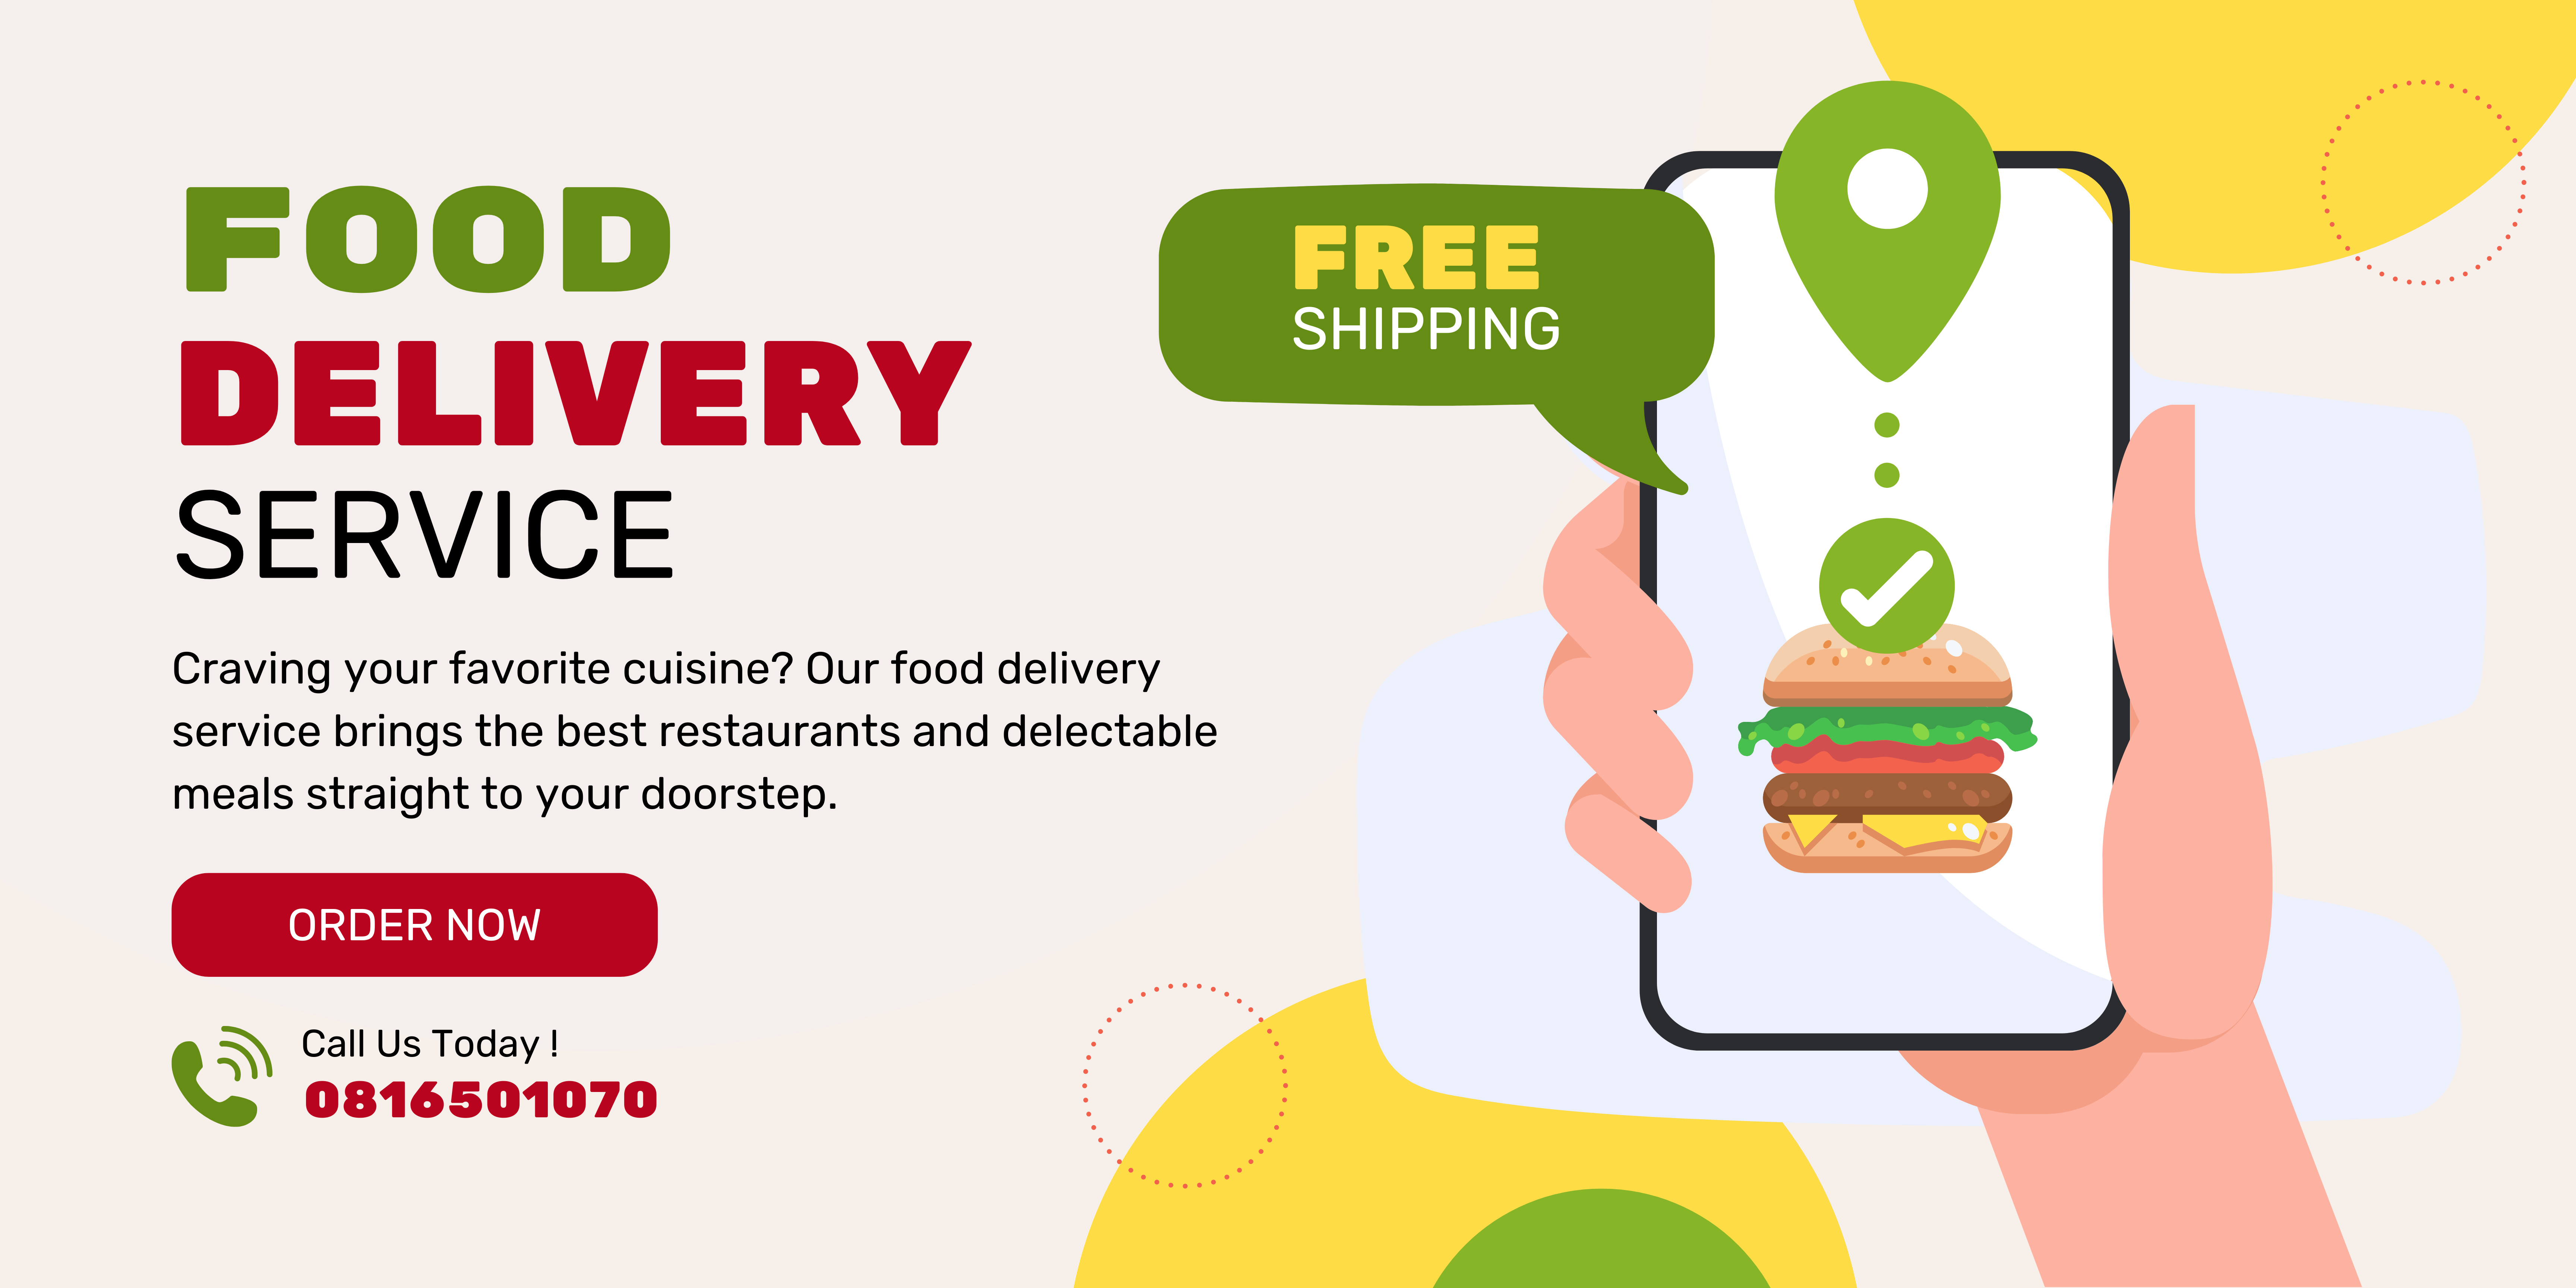 FOOD
DELIVERY
SERVICE
Craving your favorite cuisine? Our food delivery
service brings the best restaurants and delectable
meals straight to your doorstep.
ORDER NOW
Call Us Today !
0816501070
FREE
SHIPPING